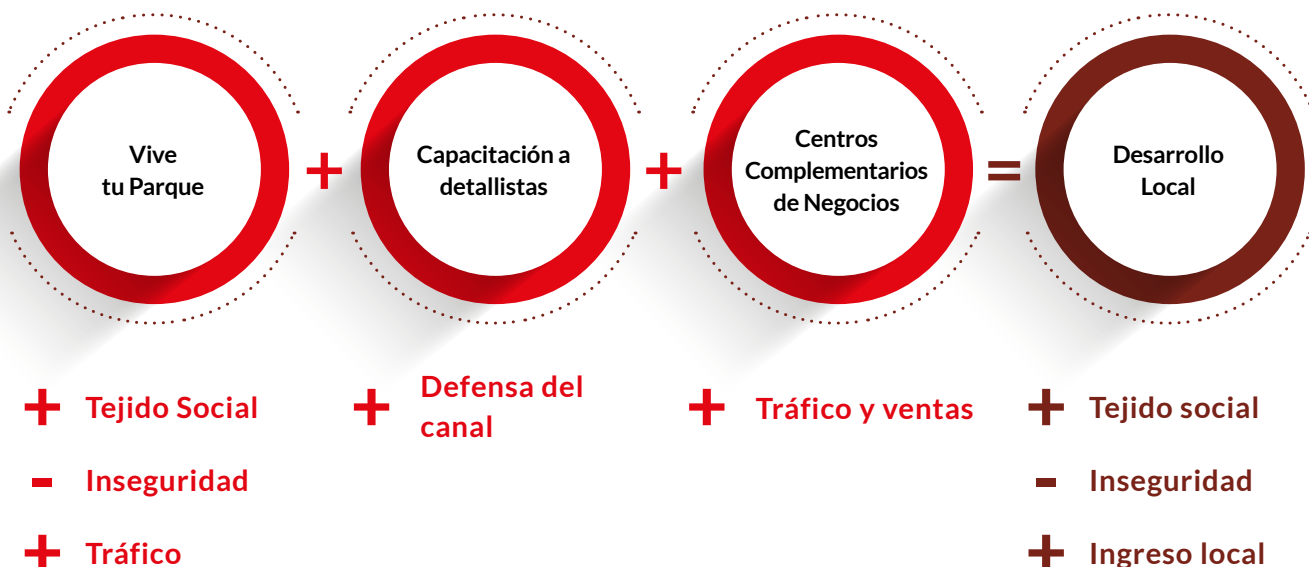 Vive
tu Parque
+
Capacitación a
detallistas
+
Centros
Complementarios
de Negocios
=
Desarrollo
Local
+ Tejido Social
- Inseguridad
+ Tráfico
+ Defensa del
canal
+ Tráfico y ventas
+ Tejido social
- Inseguridad
+ Ingreso local